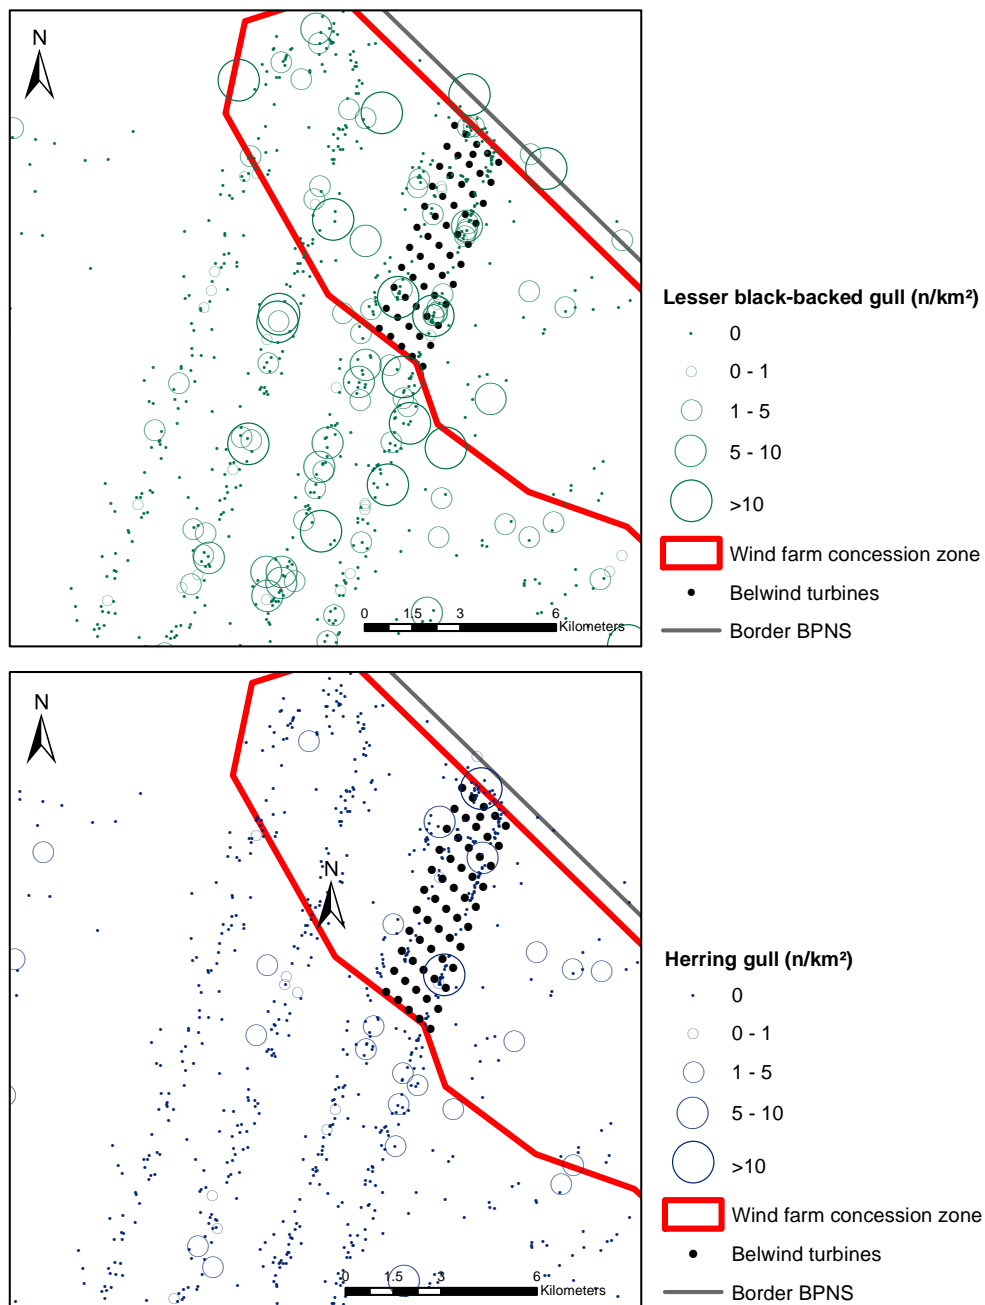 N
0 1.5 3 6
Kilometers
Lesser black-backed gull (n/km²)
0
0 - 1
1 - 5
5 - 10
>10
Wind farm concession zone
Belwind turbines
Border BPNS
N
N
0 1.5 3 6
Kilometers
Herring gull (n/km²)
0
0 - 1
1 - 5
5 - 10
>10
Wind farm concession zone
Belwind turbines
Border BPNS